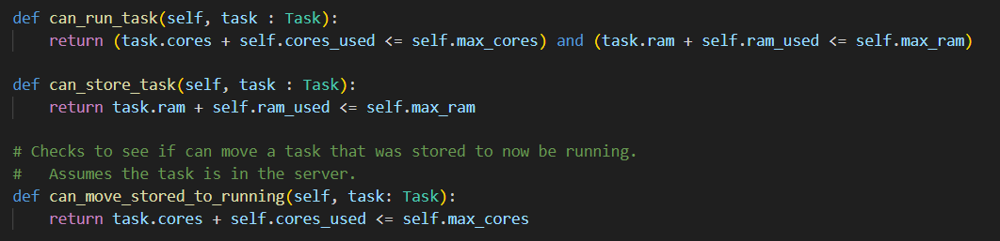 def can_run_task(self, task : Task):
    return (task.cores + self.cores_used <= self.max_cores) and (task.ram + self.ram_used <= self.max_ram)

def can_store_task(self, task : Task):
    return task.ram + self.ram_used <= self.max_ram

# Checks to see if can move a task that was stored to now be running.
#   Assumes the task is in the server.
def can_move_stored_to_running(self, task: Task):
    return task.cores + self.cores_used <= self.max_cores